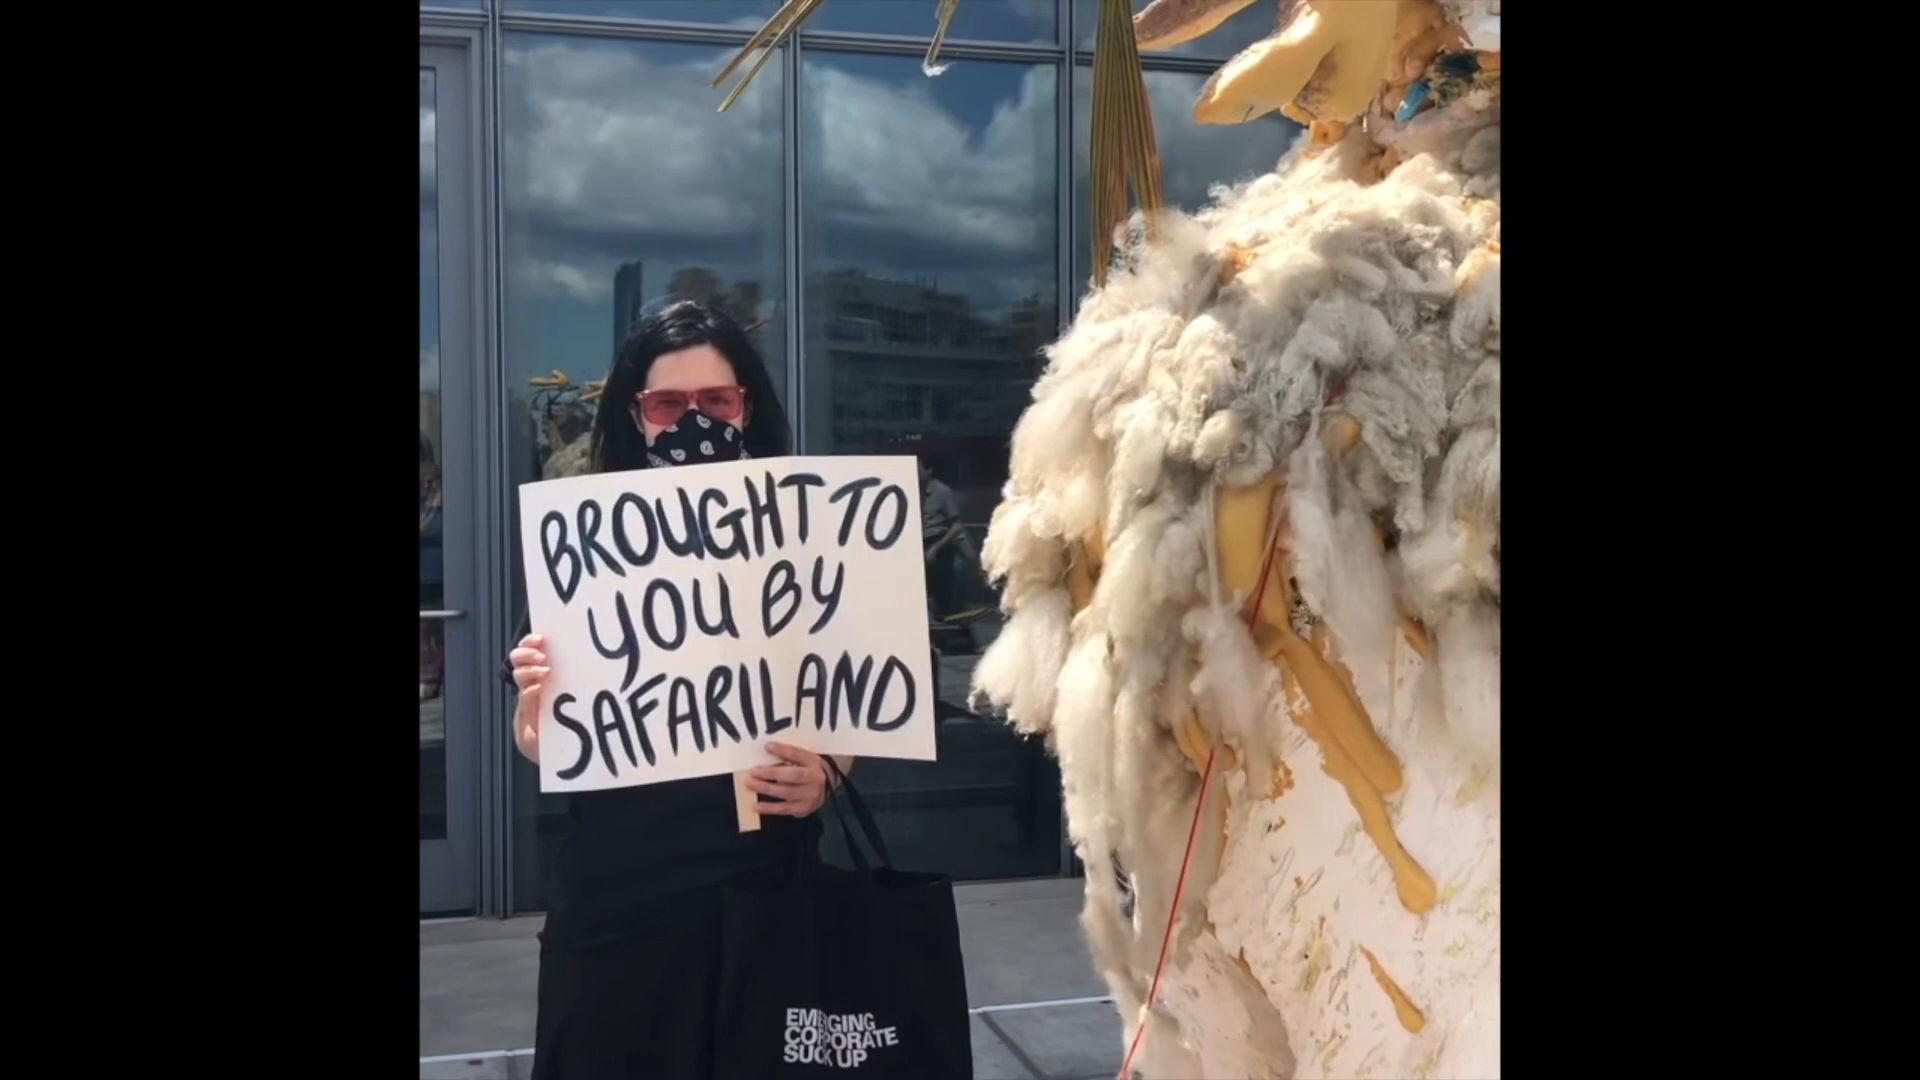 BROUGHT TO
YOU BY
SAFARILAND
EMERGING
CORPORATE
SUCK UP